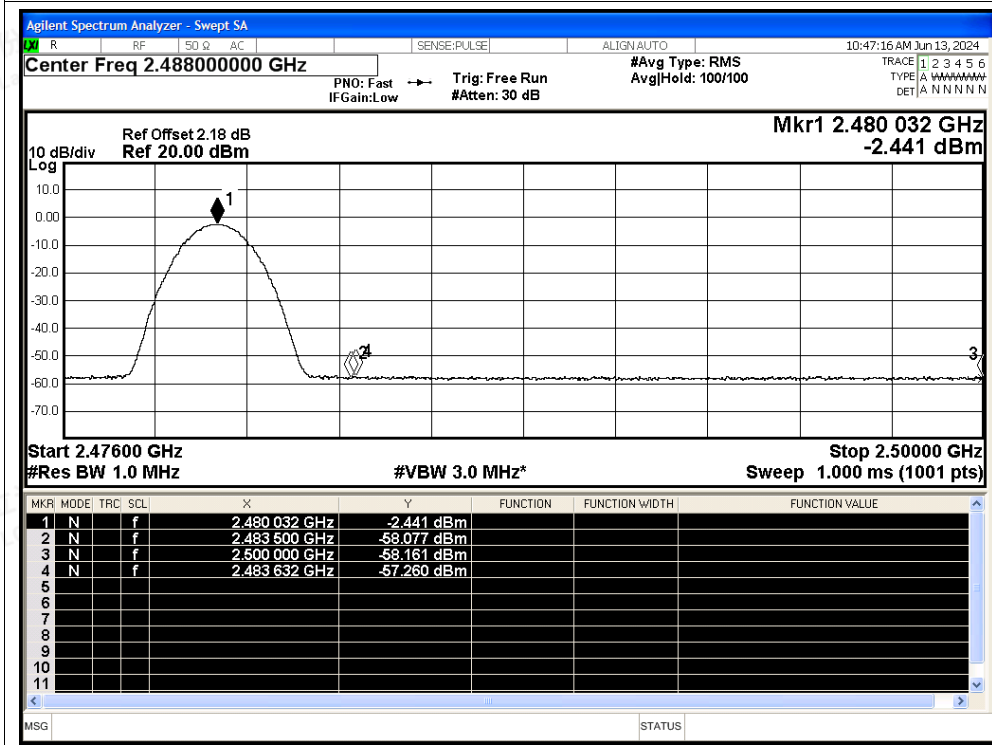 Agilent Spectrum Analyzer - Swept SA
LXI R RF 50 Ω AC SENSE:PULSE ALIGN AUTO 10:47:16 AM Jun 13, 2024
Center Freq 2.488000000 GHz
PNO: Fast
IFGain:Low
Trig: Free Run
#Atten: 30 dB
#Avg Type: RMS
Avg|Hold: 100/100
TRACE 1 2 3 4 5 6
TYPE A WWWWW
DET A N N N N N
Mkr1 2.480 032 GHz
-2.441 dBm
Ref Offset 2.18 dB
10 dB/div Ref 20.00 dBm
Log
10.0
0.00
-10.0
-20.0
-30.0
-40.0
-50.0
-60.0
-70.0
1
2 4
3
Start 2.47600 GHz Stop 2.50000 GHz
#Res BW 1.0 MHz #VBW 3.0 MHz* Sweep 1.000 ms (1001 pts)
MKR MODE TRC SCL X Y FUNCTION FUNCTION WIDTH FUNCTION VALUE
1 N f 2.480 032 GHz -2.441 dBm
2 N f 2.483 500 GHz -58.077 dBm
3 N f 2.500 000 GHz -58.161 dBm
4 N f 2.483 632 GHz -57.260 dBm
5
6
7
8
9
10
11
MSG STATUS